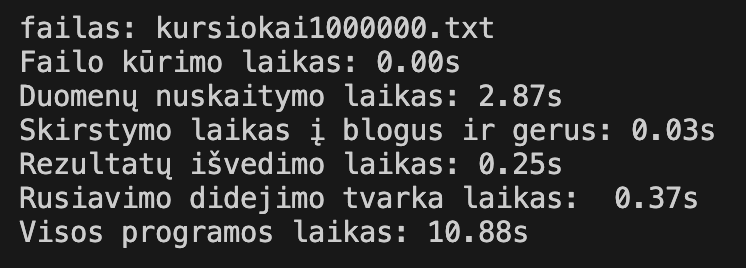 failas: kursiokai1000000.txt
Failo kūrimo laikas: 0.00s
Duomenų nuskaitymo laikas: 2.87s
Skirstymo laikas į blogus ir gerus: 0.03s
Rezultatų išvedimo laikas: 0.25s
Rusiavimo didejimo tvarka laikas:  0.37s
Visos programos laikas: 10.88s